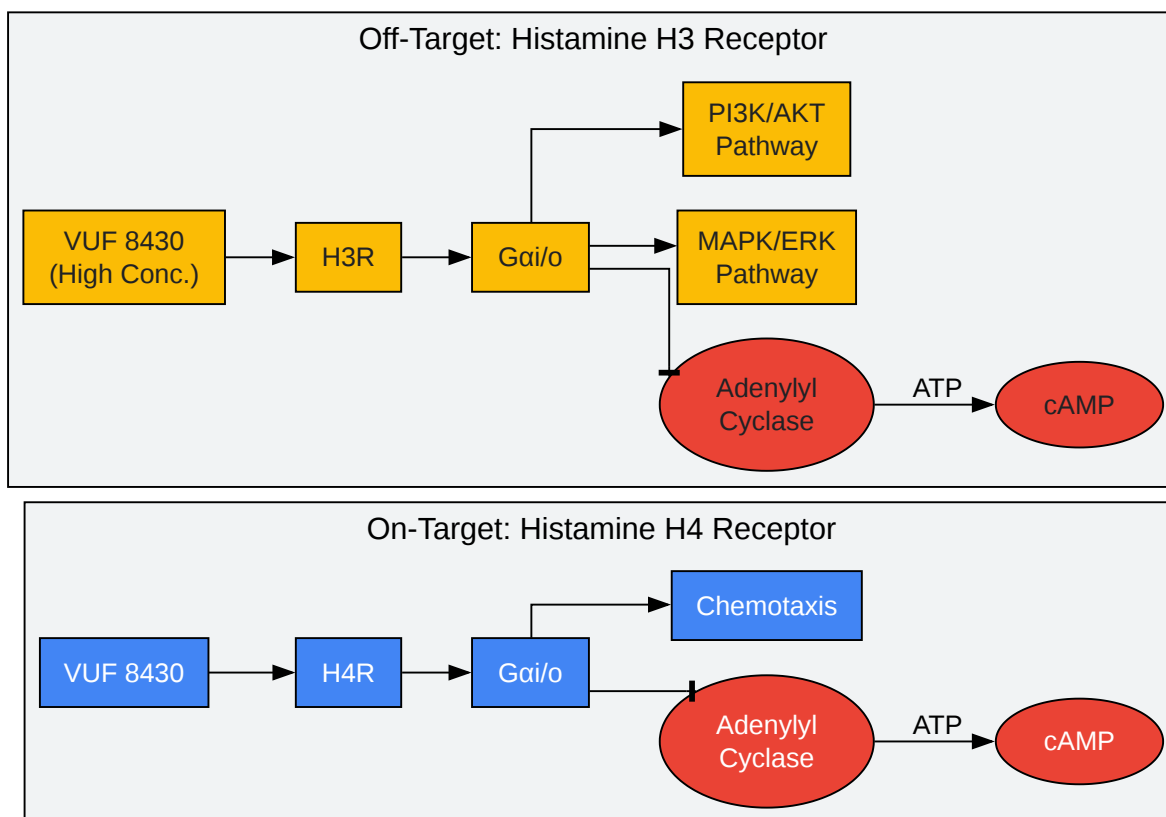 Off-Target: Histamine H3 Receptor
PI3K/AKT
Pathway
VUF 8430
(High Conc.)
H3R
Gαi/o
MAPK/ERK
Pathway
Adenylyl
Cyclase
ATP
cAMP
On-Target: Histamine H4 Receptor
Chemotaxis
VUF 8430
H4R
Gαi/o
Adenylyl
Cyclase
ATP
cAMP